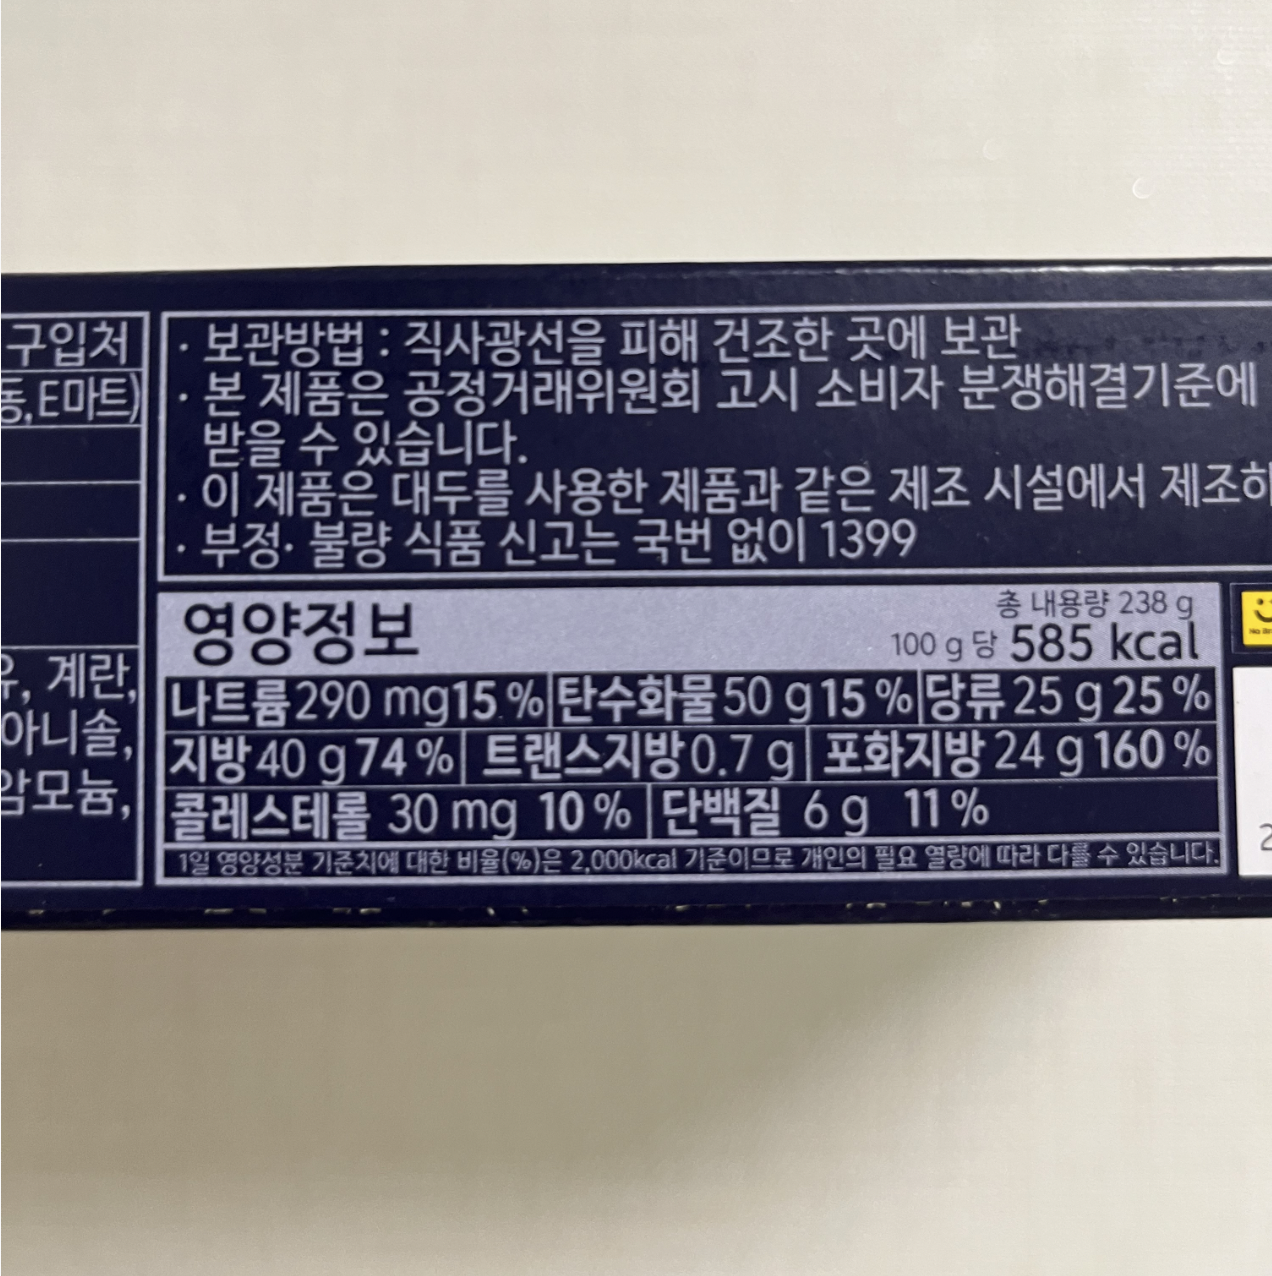 구입처
동,E마트)
유, 계란,
아니솔,
암모늄,
· 보관방법 : 직사광선을 피해 건조한 곳에 보관
· 본 제품은 공정거래위원회 고시 소비자 분쟁해결기준에
받을 수 있습니다.
· 이 제품은 대두를 사용한 제품과 같은 제조 시설에서 제조하
· 부정· 불량 식품 신고는 국번 없이 1399
영양정보
총 내용량 238 g
100 g 당 585 kcal
나트륨 290 mg 15 % 탄수화물 50 g 15 % 당류 25 g 25 %
지방 40 g 74 % 트랜스지방 0.7 g 포화지방 24 g 160 %
콜레스테롤 30 mg 10 % 단백질 6 g 11 %
1일 영양성분 기준치에 대한 비율(%)은 2,000kcal 기준이므로 개인의 필요 열량에 따라 다를 수 있습니다.
2